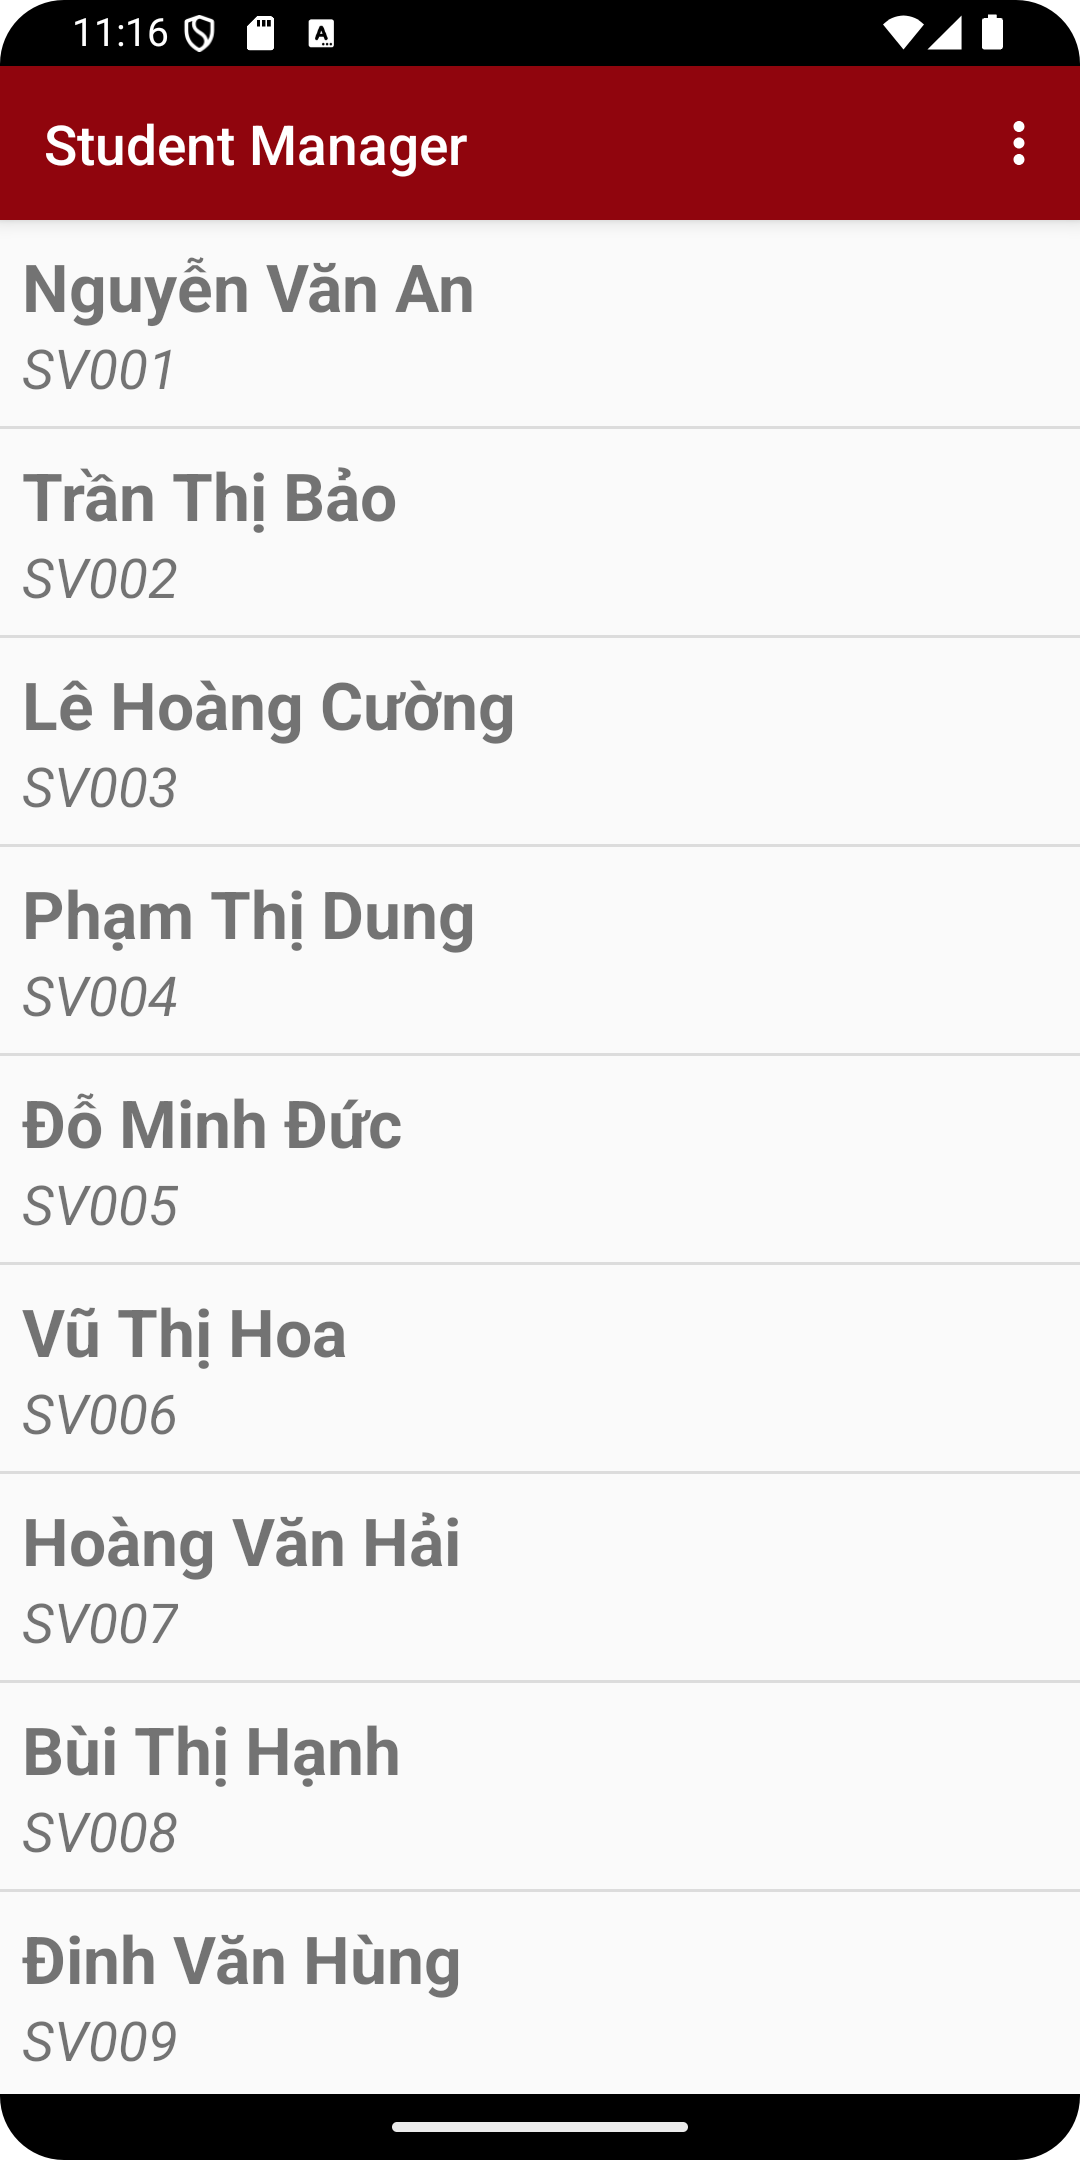 11:16
Student Manager
Nguyễn Văn An
SV001
Trần Thị Bảo
SV002
Lê Hoàng Cường
SV003
Phạm Thị Dung
SV004
Đỗ Minh Đức
SV005
Vũ Thị Hoa
SV006
Hoàng Văn Hải
SV007
Bùi Thị Hạnh
SV008
Đinh Văn Hùng
SV009